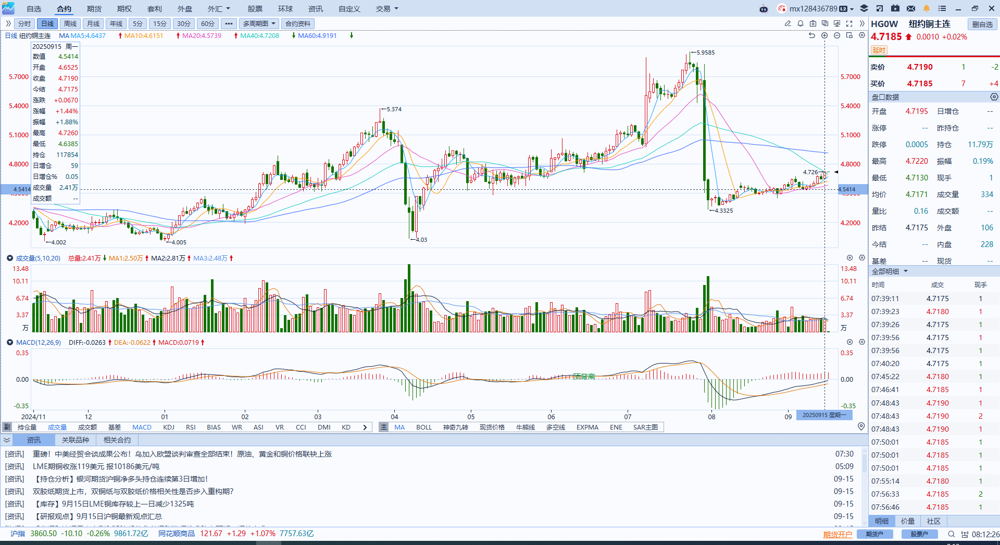 自选 合约 期货 期权 套利 外盘 外汇 股票 环球 资讯 自定义 交易 mx128436789 L2
分时 日线 周线 月线 年线 5分 15分 30分 60分 ••• 多周期图 合约资料
日线 纽约铜主连 MA MA5:4.6437 MA10:4.6151 MA20:4.5739 MA40:4.7208 MA60:4.9191
20250915 周一
数值 4.5414
开盘 4.6525
收盘 4.7190
今结 4.7175
涨跌 +0.0670
涨幅 +1.44%
振幅 +1.88%
最高 4.7260
最低 4.6385
持仓 117854
日增仓 59
日增仓% 0.05
成交量 2.41万
成交额 --
5.7000
5.4000
5.1000
4.8000
4.5414
4.2000
5.9585
5.374
4.726
4.3325
4.002
4.005
4.03
5.7000
5.4000
5.1000
4.8000
4.5414
4.2000
成交量(5,10,20) 总量:2.41万 MA1:2.50万 MA2:2.81万 MA3:2.48万
13.48 13.48
10.11 10.11
6.74 6.74
3.37 3.37
万 万
MACD(12,26,9) DIFF:-0.0263 DEA:-0.0622 MACD:0.0719
0.35 0.35
顶背离
0.00 0.00
-0.35 -0.35
2024/11 12 01 02 03 04 05 06 07 08 09 20250915 星期一
副 持仓量 成交量 成交额 基差 MACD KDJ RSI BIAS WR ASI VR CCI DMI KD 主 MA BOLL 神奇九转 现货价格 牛熊线 多空线 EXPMA ENE SAR主图
资讯 关联品种 相关合约
[资讯] 重磅！中美经贸会谈成果公布！乌加入欧盟谈判审查全部结束！原油、黄金和铜价格联袂上涨 07:30
[资讯] LME期铜收涨119美元 报10186美元/吨 05:09
[资讯] 【持仓分析】银河期货沪铜净多头持仓连续第3日增加！ 09-15
[资讯] 双胶纸期货上市，双铜纸与双胶纸价格相关性是否步入重构期？ 09-15
[资讯] 【库存】9月15日LME铜库存较上一日减少1325吨 09-15
[资讯] 【研报观点】9月15日沪铜最新观点汇总 09-15
HG0W 纽约铜主连 删自选
4.7185 0.0010 +0.02%
延时
卖价 4.7190 1 -2
买价 4.7185 7 +4
盘口数据
开盘 4.7195 日增仓 --
涨停 -- 昨持仓 --
跌停 0.0005 持仓 11.79万
最高 4.7220 振幅 0.19%
最低 4.7130 现手 1
均价 4.7171 成交量 334
量比 0.16 成交额 --
昨结 4.7175 外盘 106
今结 -- 内盘 228
基差 -- 现货 --
全部明细
时间 成交 现手
07:39:11 4.7175 1
07:39:23 4.7180 1
07:39:26 4.7175 1
07:39:56 4.7175 1
07:39:56 4.7175 1
07:40:20 4.7175 1
07:45:22 4.7180 1
07:46:41 4.7185 1
07:48:43 4.7190 1
07:48:43 4.7190 2
07:48:43 4.7190 1
07:50:01 4.7185 1
07:50:01 4.7185 1
07:50:01 4.7185 1
07:55:14 4.7180 1
07:56:33 4.7185 2
07:56:46 4.7185 1
明细 价量 社区
沪指 3860.50 -10.10 -0.26% 9861.72亿 同花顺商品 121.67 +1.29 +1.07% 7757.63亿 期货开户 期货户 股票户 08:12:26